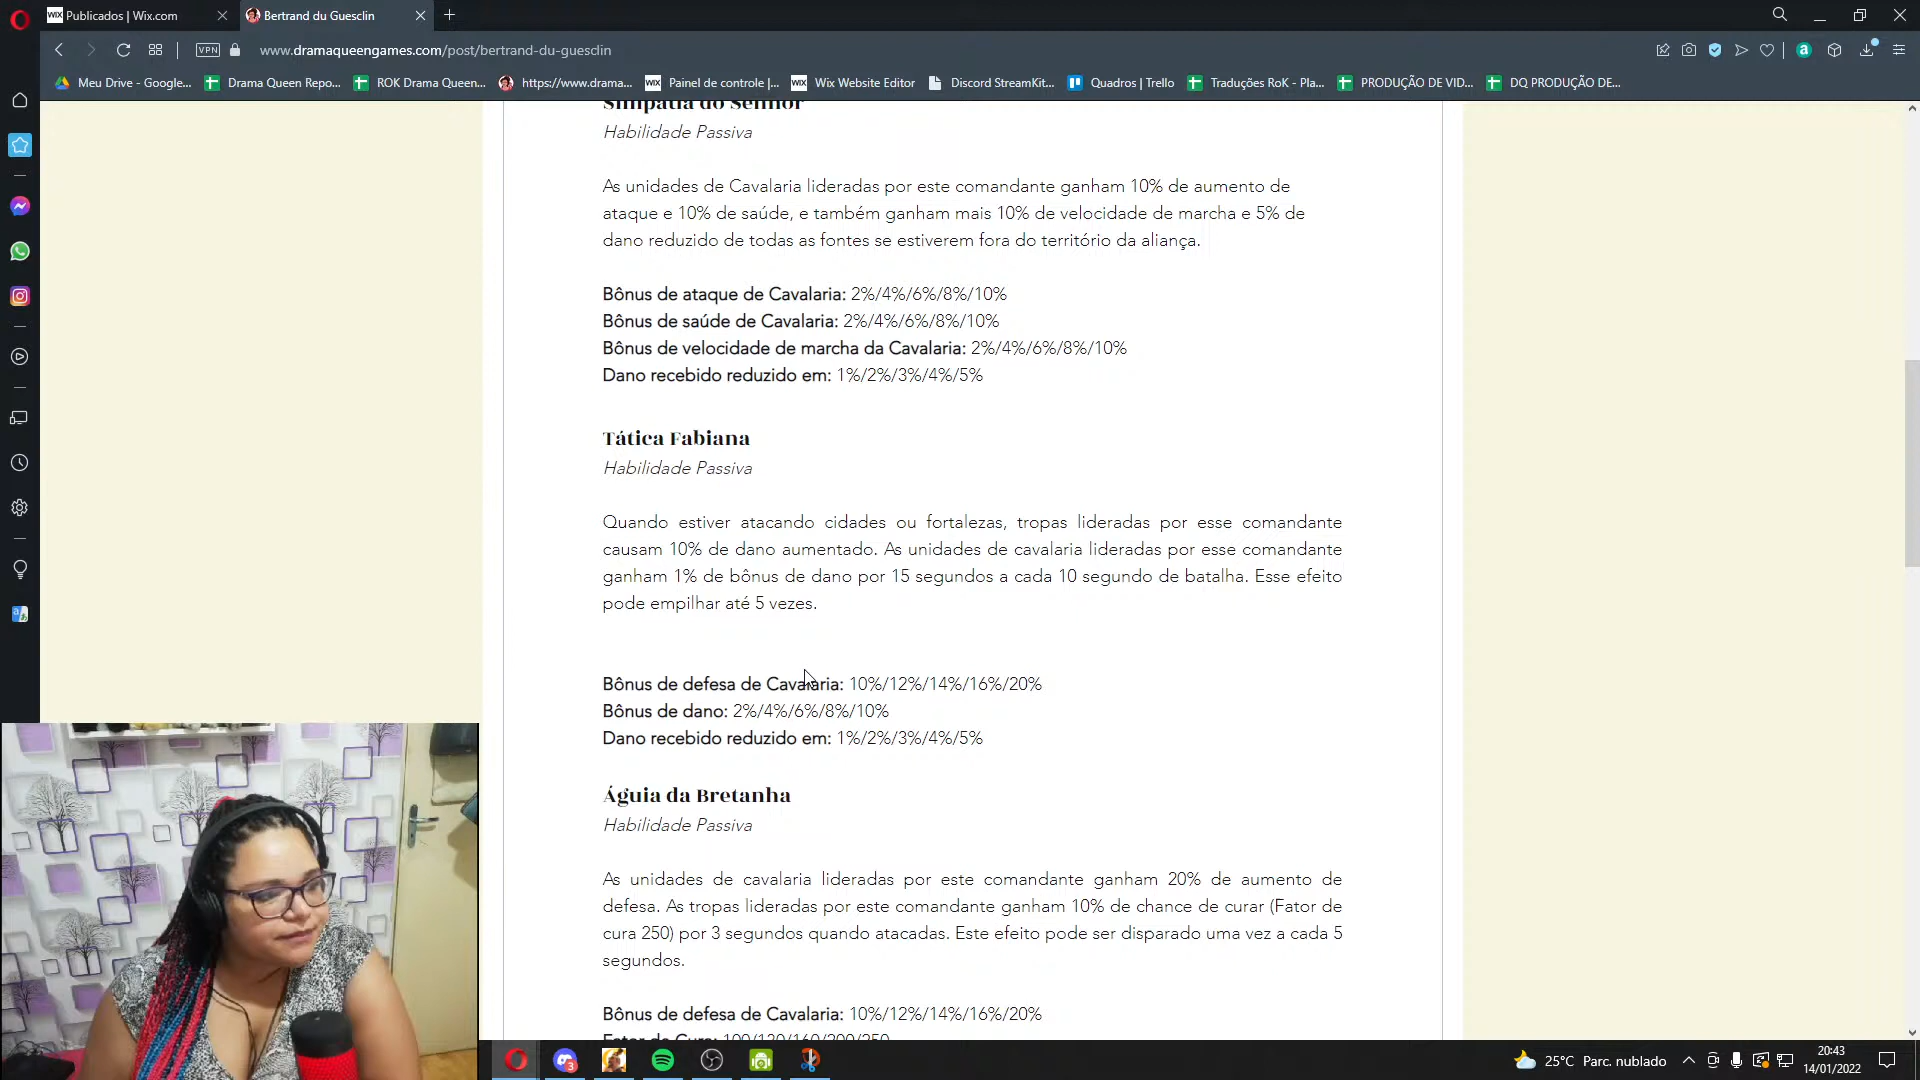 Publicados | Wix.com
Bertrand du Guesclin
VPN
www.dramaqueengames.com/post/bertrand-du-guesclin
Meu Drive - Google...
Drama Queen Repo...
ROK Drama Queen...
https://www.drama...
WIX Painel de controle |...
WIX Wix Website Editor
Discord StreamKit...
Quadros | Trello
Traduções RoK - Pla...
PRODUÇÃO DE VID...
DQ PRODUÇÃO DE...
Simpatia do Senhor
Habilidade Passiva
As unidades de Cavalaria lideradas por este comandante ganham 10% de aumento de
ataque e 10% de saúde, e também ganham mais 10% de velocidade de marcha e 5% de
dano reduzido de todas as fontes se estiverem fora do território da aliança.
Bônus de ataque de Cavalaria: 2%/4%/6%/8%/10%
Bônus de saúde de Cavalaria: 2%/4%/6%/8%/10%
Bônus de velocidade de marcha da Cavalaria: 2%/4%/6%/8%/10%
Dano recebido reduzido em: 1%/2%/3%/4%/5%
Tática Fabiana
Habilidade Passiva
Quando estiver atacando cidades ou fortalezas, tropas lideradas por esse comandante
causam 10% de dano aumentado. As unidades de cavalaria lideradas por esse comandante
ganham 1% de bônus de dano por 15 segundos a cada 10 segundo de batalha. Esse efeito
pode empilhar até 5 vezes.
Bônus de defesa de Cavalaria: 10%/12%/14%/16%/20%
Bônus de dano: 2%/4%/6%/8%/10%
Dano recebido reduzido em: 1%/2%/3%/4%/5%
Águia da Bretanha
Habilidade Passiva
As unidades de cavalaria lideradas por este comandante ganham 20% de aumento de
defesa. As tropas lideradas por este comandante ganham 10% de chance de curar (Fator de
cura 250) por 3 segundos quando atacadas. Este efeito pode ser disparado uma vez a cada 5
segundos.
Bônus de defesa de Cavalaria: 10%/12%/14%/16%/20%
Fator de Cura: 100/130/160/200/250
25°C Parc. nublado
20:43
14/01/2022